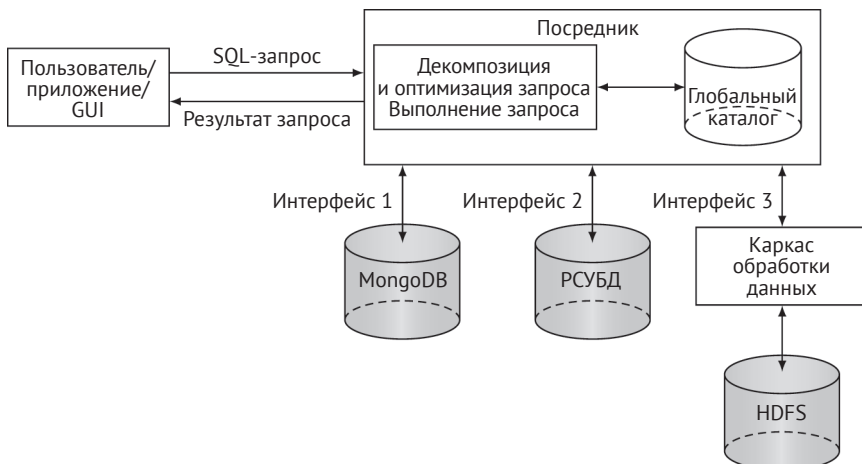 Посредник
SQL-запрос
Пользователь/
приложение/
GUI
Результат запроса
Декомпозиция
и оптимизация запроса
Выполнение запроса
Глобальный
каталог
Интерфейс 1
Интерфейс 2
Интерфейс 3
MongoDB
РСУБД
Каркас
обработки
данных
HDFS